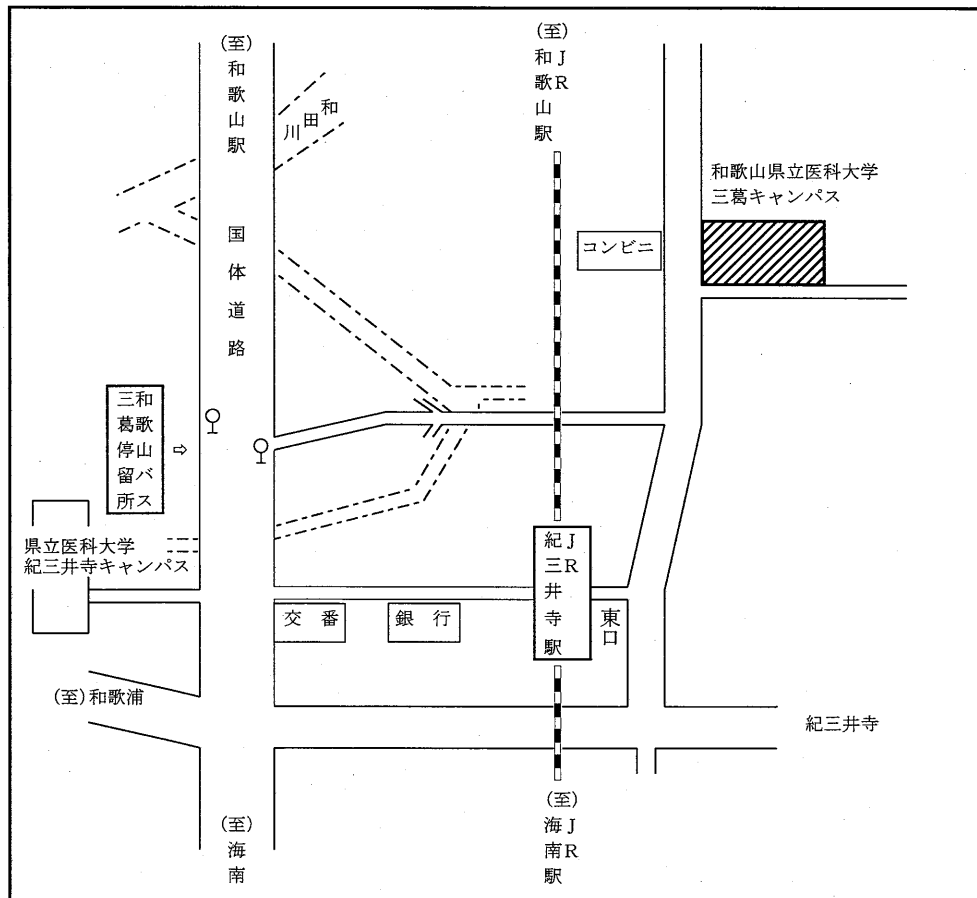 (至)和歌山駅
(至)JR和歌山駅
和田川
和歌山県立医科大学
三葛キャンパス
国体道路
コンビニ
和歌山バス
三葛停留所
⇨
県立医科大学
紀三井寺キャンパス
JR紀三井寺駅
東口
交番
銀行
(至)和歌浦
紀三井寺
(至)海南
(至)JR海南駅